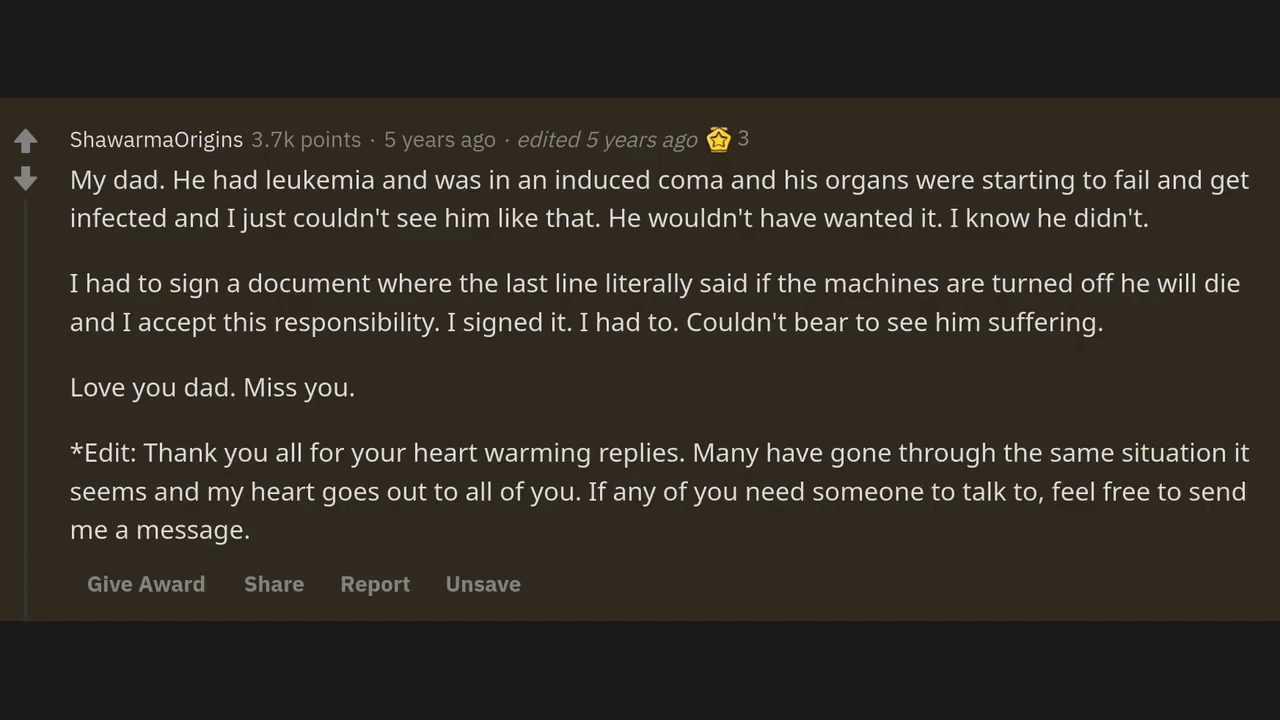 ShawarmaOrigins 3.7k points · 5 years ago · edited 5 years ago 3
My dad. He had leukemia and was in an induced coma and his organs were starting to fail and get
infected and I just couldn't see him like that. He wouldn't have wanted it. I know he didn't.
I had to sign a document where the last line literally said if the machines are turned off he will die
and I accept this responsibility. I signed it. I had to. Couldn't bear to see him suffering.
Love you dad. Miss you.
*Edit: Thank you all for your heart warming replies. Many have gone through the same situation it
seems and my heart goes out to all of you. If any of you need someone to talk to, feel free to send
me a message.
Give Award Share Report Unsave